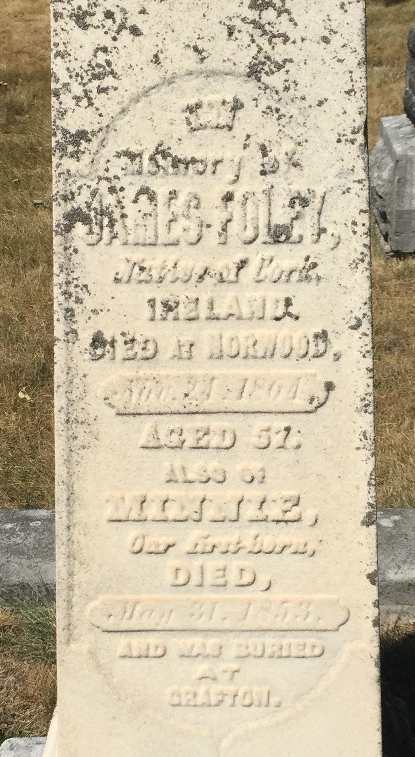 IN
Memory of
JAMES FOLEY,
Native of Cork,
IRELAND.
DIED AT NORWOOD,
AGED 57.
ALSO OF
MINNIE,
Our first-born,
DIED,
May 31. 1853.
AND WAS BURIED
AT
GRAFTON.